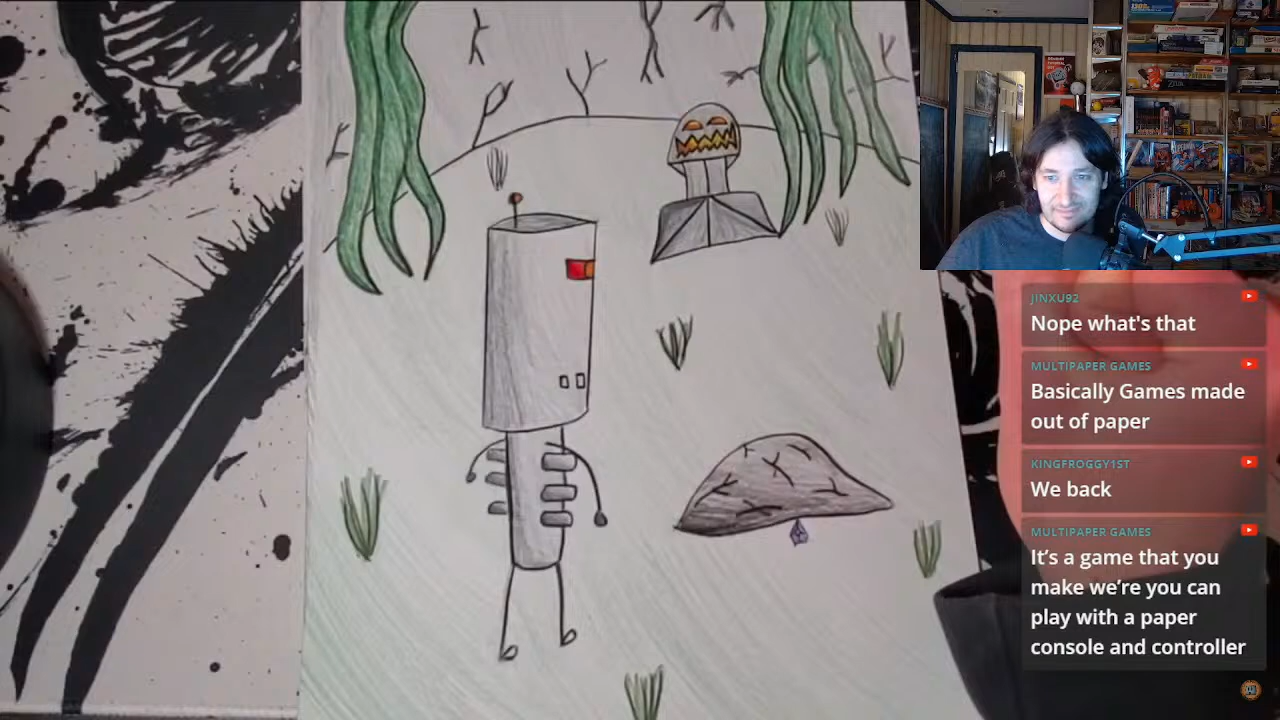 JINXU92
Nope what's that
MULTIPAPER GAMES
Basically Games made
out of paper
KINGFROGGY1ST
We back
MULTIPAPER GAMES
It's a game that you
make we're you can
play with a paper
console and controller